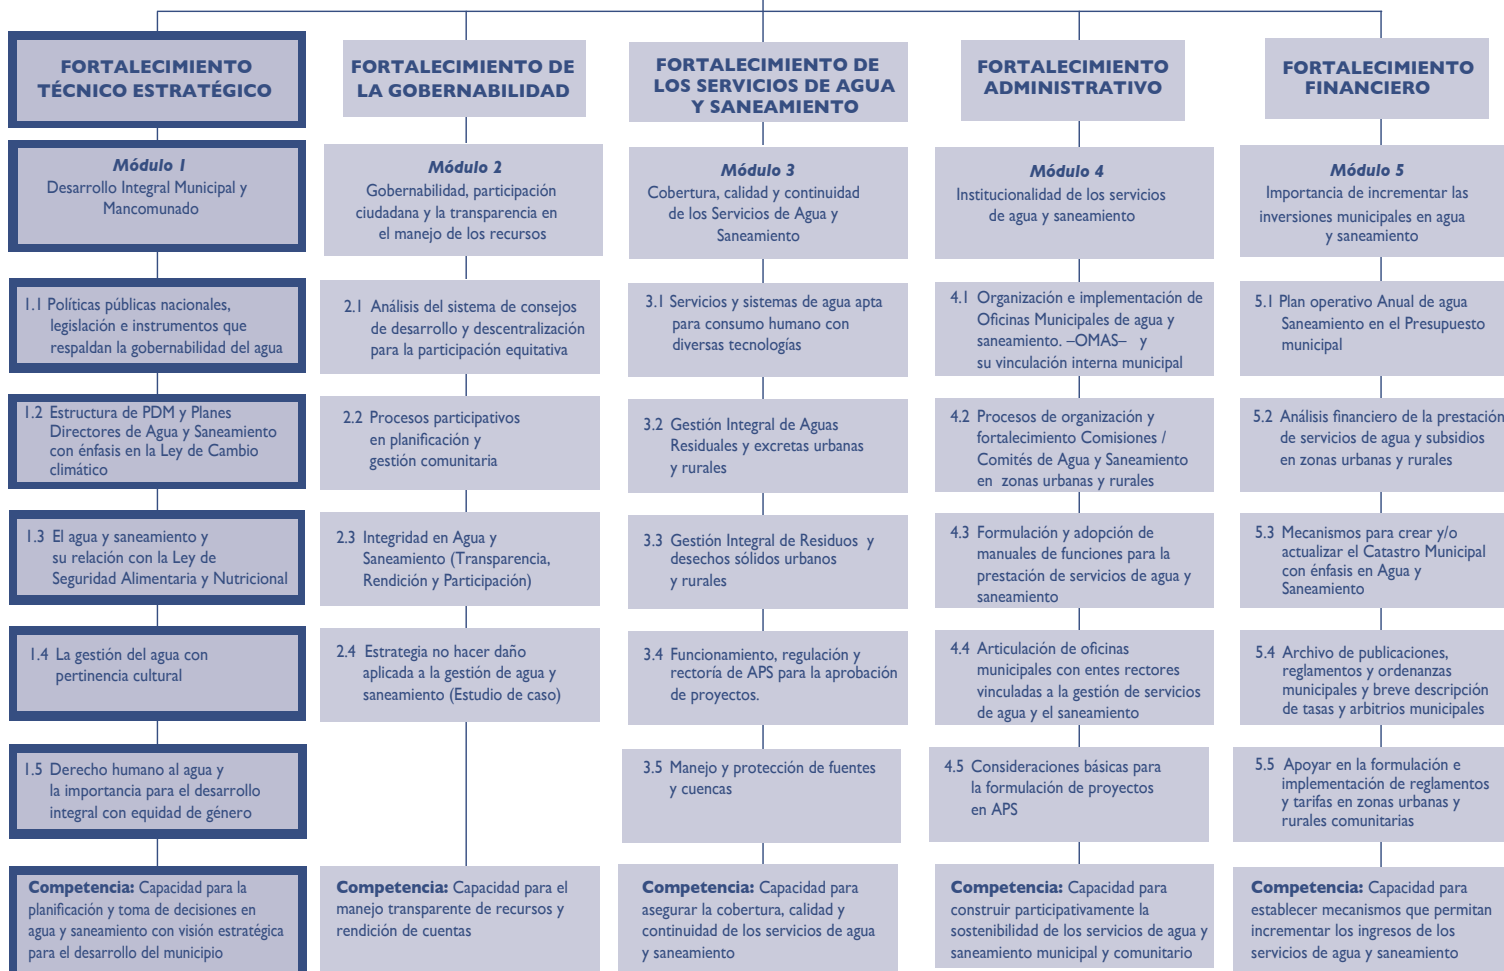 FORTALECIMIENTO
TÉCNICO ESTRATÉGICO
Módulo 1
Desarrollo Integral Municipal y
Mancomunado
1.1 Políticas públicas nacionales,
legislación e instrumentos que
respaldan la gobernabilidad del agua
1.2 Estructura de PDM y Planes
Directores de Agua y Saneamiento
con énfasis en la Ley de Cambio
climático
1.3 El agua y saneamiento y
su relación con la Ley de
Seguridad Alimentaria y Nutricional
1.4 La gestión del agua con
pertinencia cultural
1.5 Derecho humano al agua y
la importancia para el desarrollo
integral con equidad de género
Competencia: Capacidad para la
planificación y toma de decisiones en
agua y saneamiento con visión estratégica
para el desarrollo del municipio
FORTALECIMIENTO DE
LA GOBERNABILIDAD
Módulo 2
Gobernabilidad, participación
ciudadana y la transparencia en
el manejo de los recursos
2.1 Análisis del sistema de consejos
de desarrollo y descentralización
para la participación equitativa
2.2 Procesos participativos
en planificación y
gestión comunitaria
2.3 Integridad en Agua y
Saneamiento (Transparencia,
Rendición y Participación)
2.4 Estrategia no hacer daño
aplicada a la gestión de agua y
saneamiento (Estudio de caso)
Competencia: Capacidad para el
manejo transparente de recursos y
rendición de cuentas
FORTALECIMIENTO DE
LOS SERVICIOS DE AGUA
Y SANEAMIENTO
Módulo 3
Cobertura, calidad y continuidad
de los Servicios de Agua y
Saneamiento
3.1 Servicios y sistemas de agua apta
para consumo humano con
diversas tecnologías
3.2 Gestión Integral de Aguas
Residuales y excretas urbanas
y rurales
3.3 Gestión Integral de Residuos y
desechos sólidos urbanos
y rurales
3.4 Funcionamiento, regulación y
rectoría de APS para la aprobación
de proyectos.
3.5 Manejo y protección de fuentes
y cuencas
Competencia: Capacidad para
asegurar la cobertura, calidad y
continuidad de los servicios de agua
y saneamiento
FORTALECIMIENTO
ADMINISTRATIVO
Módulo 4
Institucionalidad de los servicios
de agua y saneamiento
4.1 Organización e implementación de
Oficinas Municipales de agua y
saneamiento. –OMAS– y
su vinculación interna municipal
4.2 Procesos de organización y
fortalecimiento Comisiones /
Comités de Agua y Saneamiento
en zonas urbanas y rurales
4.3 Formulación y adopción de
manuales de funciones para la
prestación de servicios de agua y
saneamiento
4.4 Articulación de oficinas
municipales con entes rectores
vinculadas a la gestión de servicios
de agua y el saneamiento
4.5 Consideraciones básicas para
la formulación de proyectos
en APS
Competencia: Capacidad para
construir participativamente la
sostenibilidad de los servicios de agua y
saneamiento municipal y comunitario
FORTALECIMIENTO
FINANCIERO
Módulo 5
Importancia de incrementar las
inversiones municipales en agua
y saneamiento
5.1 Plan operativo Anual de agua
Saneamiento en el Presupuesto
municipal
5.2 Análisis financiero de la prestación
de servicios de agua y subsidios
en zonas urbanas y rurales
5.3 Mecanismos para crear y/o
actualizar el Catastro Municipal
con énfasis en Agua y
Saneamiento
5.4 Archivo de publicaciones,
reglamentos y ordenanzas
municipales y breve descripción
de tasas y arbitrios municipales
5.5 Apoyar en la formulación e
implementación de reglamentos
y tarifas en zonas urbanas y
rurales comunitarias
Competencia: Capacidad para
establecer mecanismos que permitan
incrementar los ingresos de los
servicios de agua y saneamiento